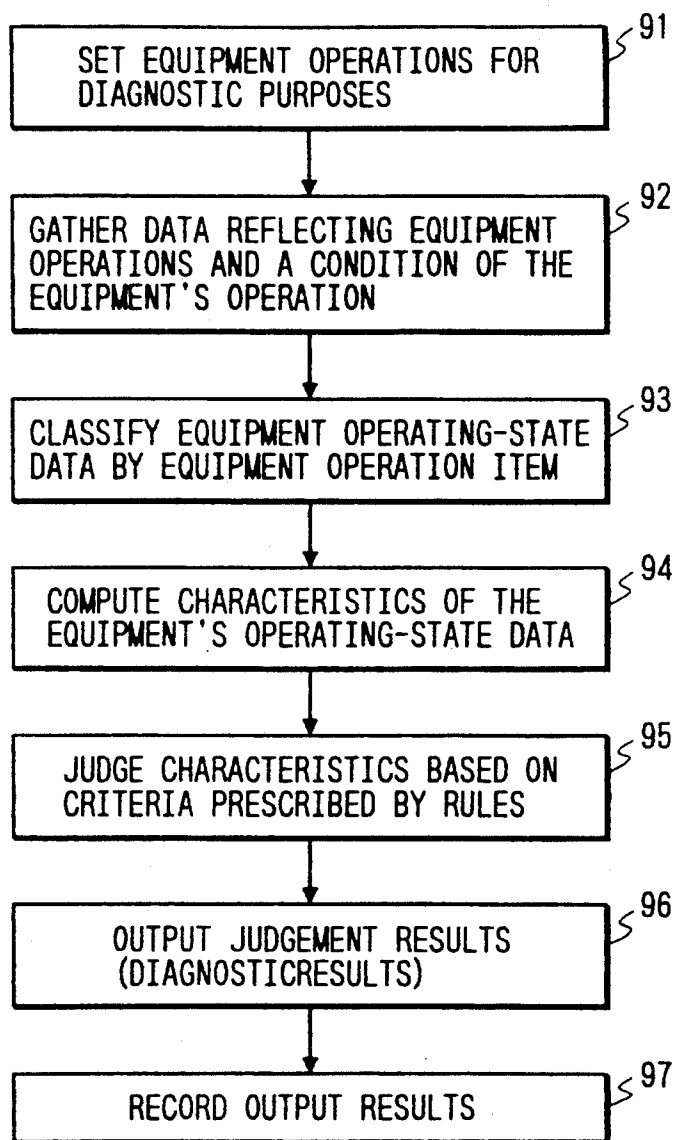 91
SET EQUIPMENT OPERATIONS FOR
DIAGNOSTIC PURPOSES
92
GATHER DATA REFLECTING EQUIPMENT
OPERATIONS AND A CONDITION OF THE
EQUIPMENT'S OPERATION
93
CLASSIFY EQUIPMENT OPERATING-STATE
DATA BY EQUIPMENT OPERATION ITEM
94
COMPUTE CHARACTERISTICS OF THE
EQUIPMENT'S OPERATING-STATE DATA
95
JUDGE CHARACTERISTICS BASED ON
CRITERIA PRESCRIBED BY RULES
96
OUTPUT JUDGEMENT RESULTS
(DIAGNOSTICRESULTS)
97
RECORD OUTPUT RESULTS